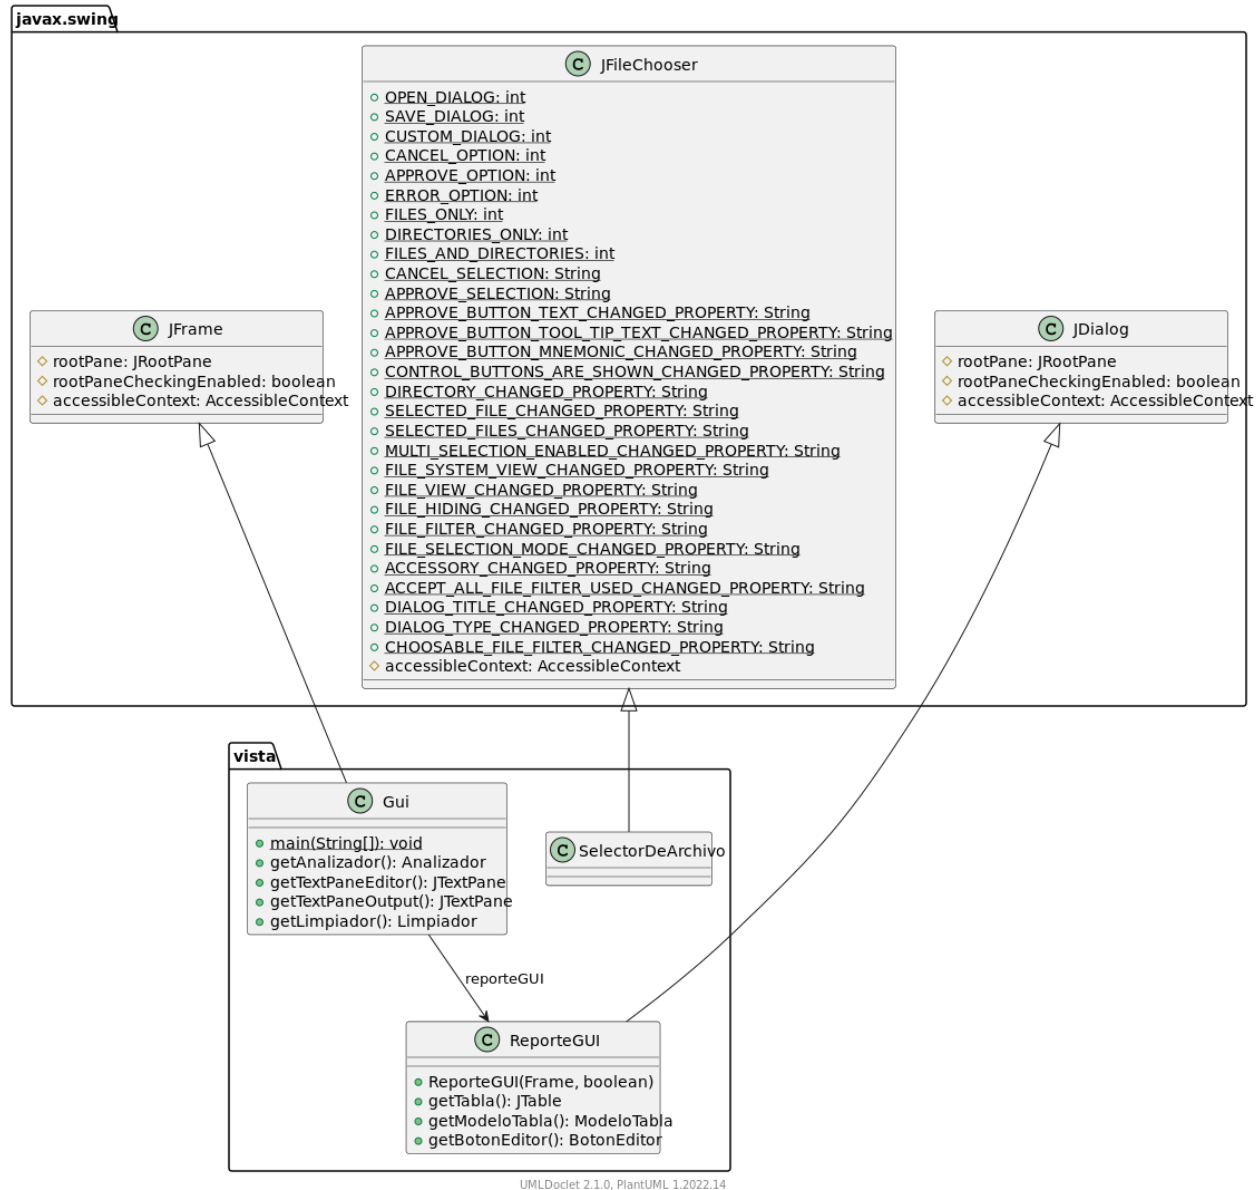 javax.swing
JFileChooser
OPEN_DIALOG: int
SAVE_DIALOG: int
CUSTOM_DIALOG: int
CANCEL_OPTION: int
APPROVE_OPTION: int
ERROR_OPTION: int
FILES_ONLY: int
DIRECTORIES_ONLY: int
FILES_AND_DIRECTORIES: int
CANCEL_SELECTION: String
APPROVE_SELECTION: String
APPROVE_BUTTON_TEXT_CHANGED_PROPERTY: String
APPROVE_BUTTON_TOOL_TIP_TEXT_CHANGED_PROPERTY: String
APPROVE_BUTTON_MNEMONIC_CHANGED_PROPERTY: String
CONTROL_BUTTONS_ARE_SHOWN_CHANGED_PROPERTY: String
DIRECTORY_CHANGED_PROPERTY: String
SELECTED_FILE_CHANGED_PROPERTY: String
SELECTED_FILES_CHANGED_PROPERTY: String
MULTI_SELECTION_ENABLED_CHANGED_PROPERTY: String
FILE_SYSTEM_VIEW_CHANGED_PROPERTY: String
FILE_VIEW_CHANGED_PROPERTY: String
FILE_HIDING_CHANGED_PROPERTY: String
FILE_FILTER_CHANGED_PROPERTY: String
FILE_SELECTION_MODE_CHANGED_PROPERTY: String
ACCESSORY_CHANGED_PROPERTY: String
ACCEPT_ALL_FILE_FILTER_USED_CHANGED_PROPERTY: String
DIALOG_TITLE_CHANGED_PROPERTY: String
DIALOG_TYPE_CHANGED_PROPERTY: String
CHOOSABLE_FILE_FILTER_CHANGED_PROPERTY: String
accessibleContext: AccessibleContext
JFrame
rootPane: JRootPane
rootPaneCheckingEnabled: boolean
accessibleContext: AccessibleContext
JDialog
rootPane: JRootPane
rootPaneCheckingEnabled: boolean
accessibleContext: AccessibleContext
vista
Gui
main(String[]): void
getAnalizador(): Analizador
getTextPaneEditor(): JTextPane
getTextPaneOutput(): JTextPane
getLimpiador(): Limpiador
SelectorDeArchivo
reporteGUI
ReporteGUI
ReporteGUI(Frame, boolean)
getTabla(): JTable
getModeloTabla(): ModeloTabla
getBotonEditor(): BotonEditor
UMLDoclet 2.1.0, PlantUML 1.2022.14
C
C
C
C
C
C